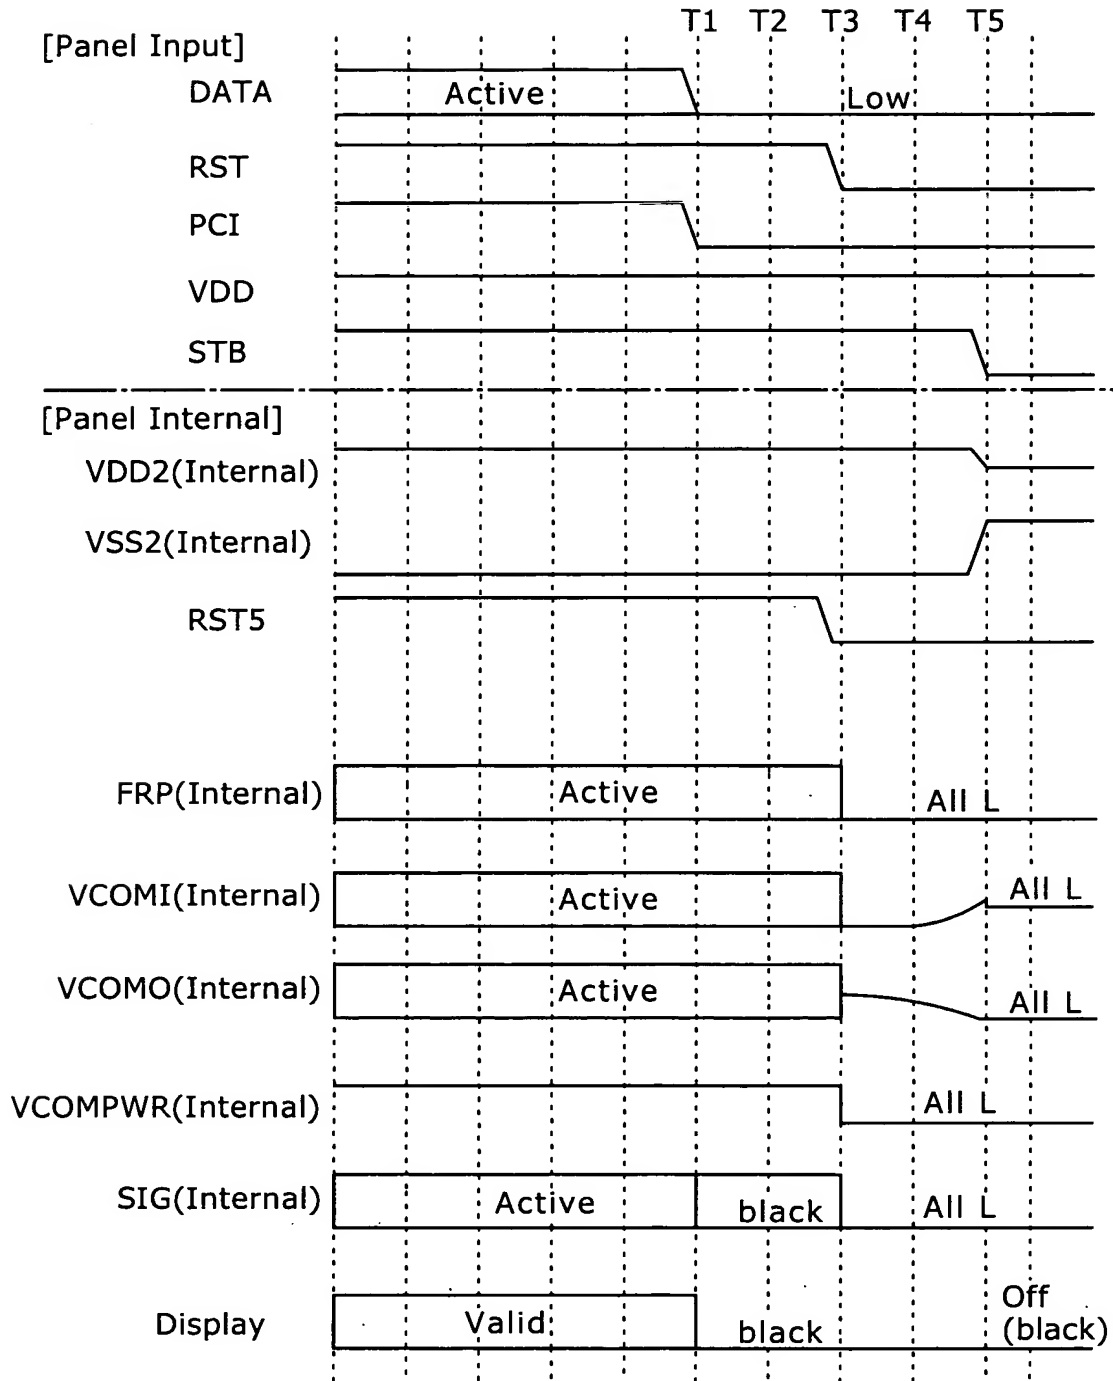 T1 T2 T3 T4 T5
[Panel Input]
DATA Active Low
RST
PCI
VDD
STB
[Panel Internal]
VDD2(Internal)
VSS2(Internal)
RST5
FRP(Internal) Active All L
VCOMI(Internal) Active All L
VCOMO(Internal) Active All L
VCOMPWR(Internal) All L
SIG(Internal) Active black All L
Display Valid black Off
(black)